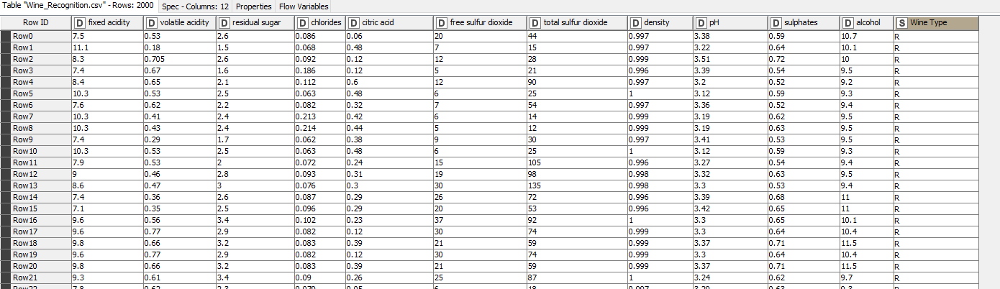 Table "Wine_Recognition.csv" - Rows: 2000 Spec - Columns: 12 Properties Flow Variables
Row ID D fixed acidity D volatile acidity D residual sugar D chlorides D citric acid D free sulfur dioxide D total sulfur dioxide D density D pH D sulphates D alcohol S Wine Type
Row0 7.5 0.53 2.6 0.086 0.06 20 44 0.997 3.38 0.59 10.7 R
Row1 11.1 0.18 1.5 0.068 0.48 7 15 0.997 3.22 0.64 10.1 R
Row2 8.3 0.705 2.6 0.092 0.12 12 28 0.999 3.51 0.72 10 R
Row3 7.4 0.67 1.6 0.186 0.12 5 21 0.996 3.39 0.54 9.5 R
Row4 8.4 0.65 2.1 0.112 0.6 12 90 0.997 3.2 0.52 9.2 R
Row5 10.3 0.53 2.5 0.063 0.48 6 25 1 3.12 0.59 9.3 R
Row6 7.6 0.62 2.2 0.082 0.32 7 54 0.997 3.36 0.52 9.4 R
Row7 10.3 0.41 2.4 0.213 0.42 6 14 0.999 3.19 0.62 9.5 R
Row8 10.3 0.43 2.4 0.214 0.44 5 12 0.999 3.19 0.63 9.5 R
Row9 7.4 0.29 1.7 0.062 0.38 9 30 0.997 3.41 0.53 9.5 R
Row10 10.3 0.53 2.5 0.063 0.48 6 25 1 3.12 0.59 9.3 R
Row11 7.9 0.53 2 0.072 0.24 15 105 0.996 3.27 0.54 9.4 R
Row12 9 0.46 2.8 0.093 0.31 19 98 0.998 3.32 0.63 9.5 R
Row13 8.6 0.47 3 0.076 0.3 30 135 0.998 3.3 0.53 9.4 R
Row14 7.4 0.36 2.6 0.087 0.29 26 72 0.996 3.39 0.68 11 R
Row15 7.1 0.35 2.5 0.096 0.29 20 53 0.996 3.42 0.65 11 R
Row16 9.6 0.56 3.4 0.102 0.23 37 92 1 3.3 0.65 10.1 R
Row17 9.6 0.77 2.9 0.082 0.12 30 74 0.999 3.3 0.64 10.4 R
Row18 9.8 0.66 3.2 0.083 0.39 21 59 0.999 3.37 0.71 11.5 R
Row19 9.6 0.77 2.9 0.082 0.12 30 74 0.999 3.3 0.64 10.4 R
Row20 9.8 0.66 3.2 0.083 0.39 21 59 0.999 3.37 0.71 11.5 R
Row21 9.3 0.61 3.4 0.09 0.26 25 87 1 3.24 0.62 9.7 R